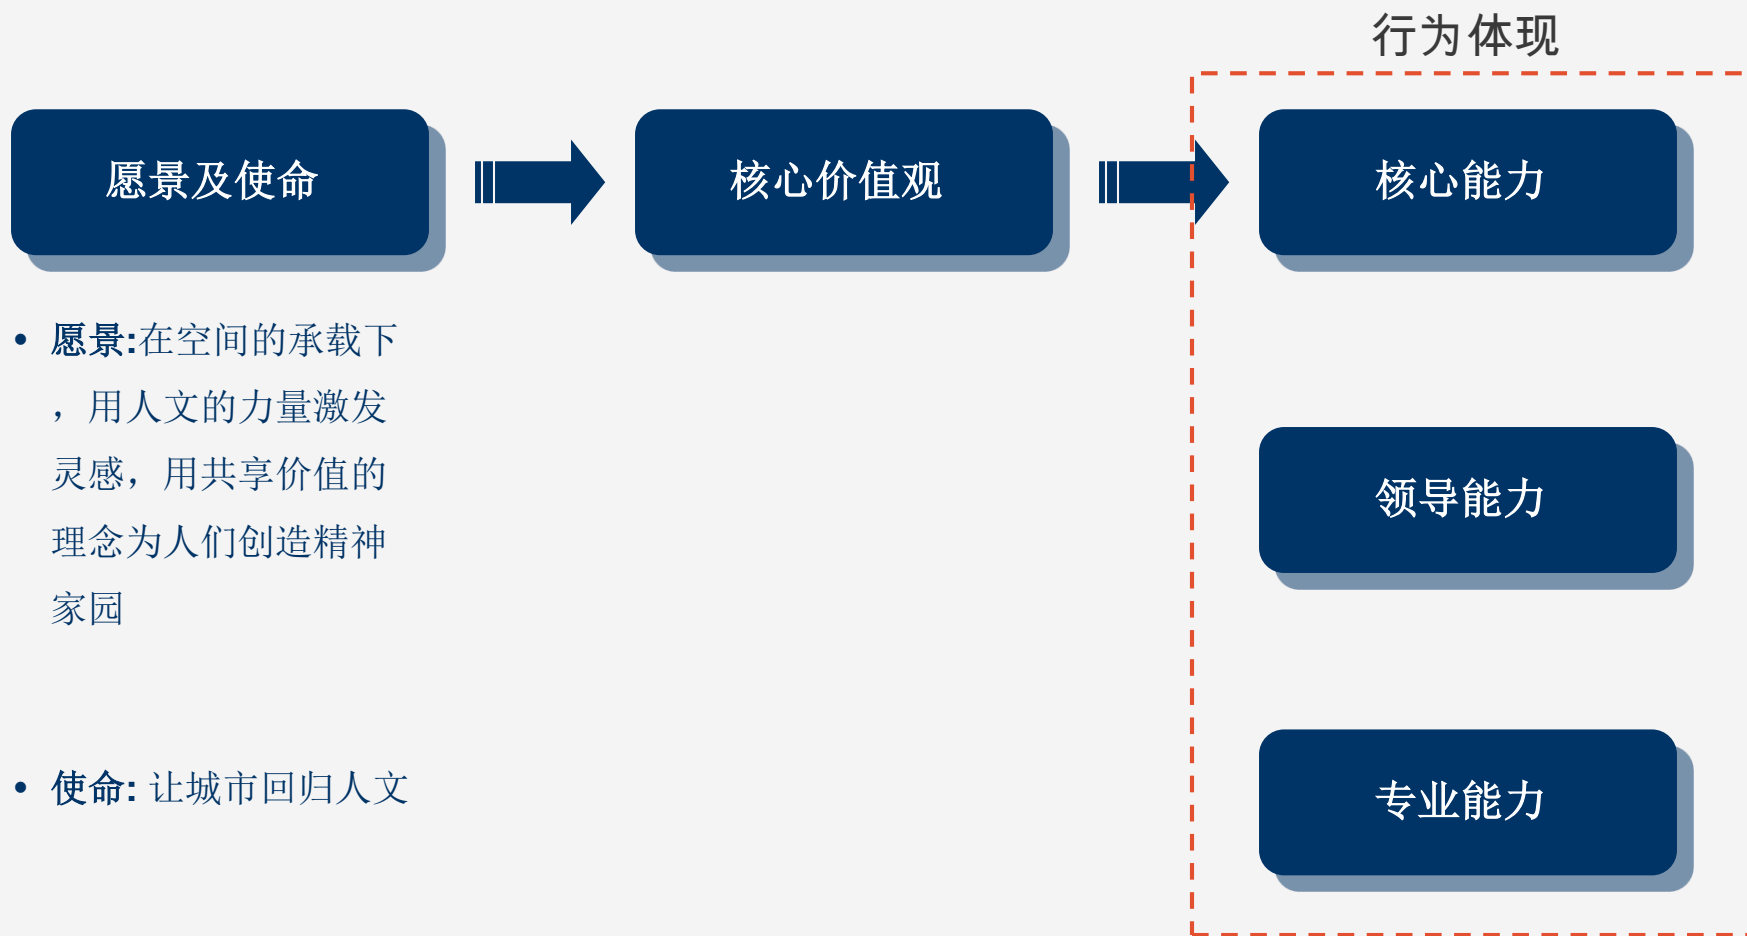 行为体现
愿景及使命
核心价值观
核心能力
• 愿景:在空间的承载下
，用人文的力量激发
灵感，用共享价值的
理念为人们创造精神
家园
• 使命: 让城市回归人文
领导能力
专业能力